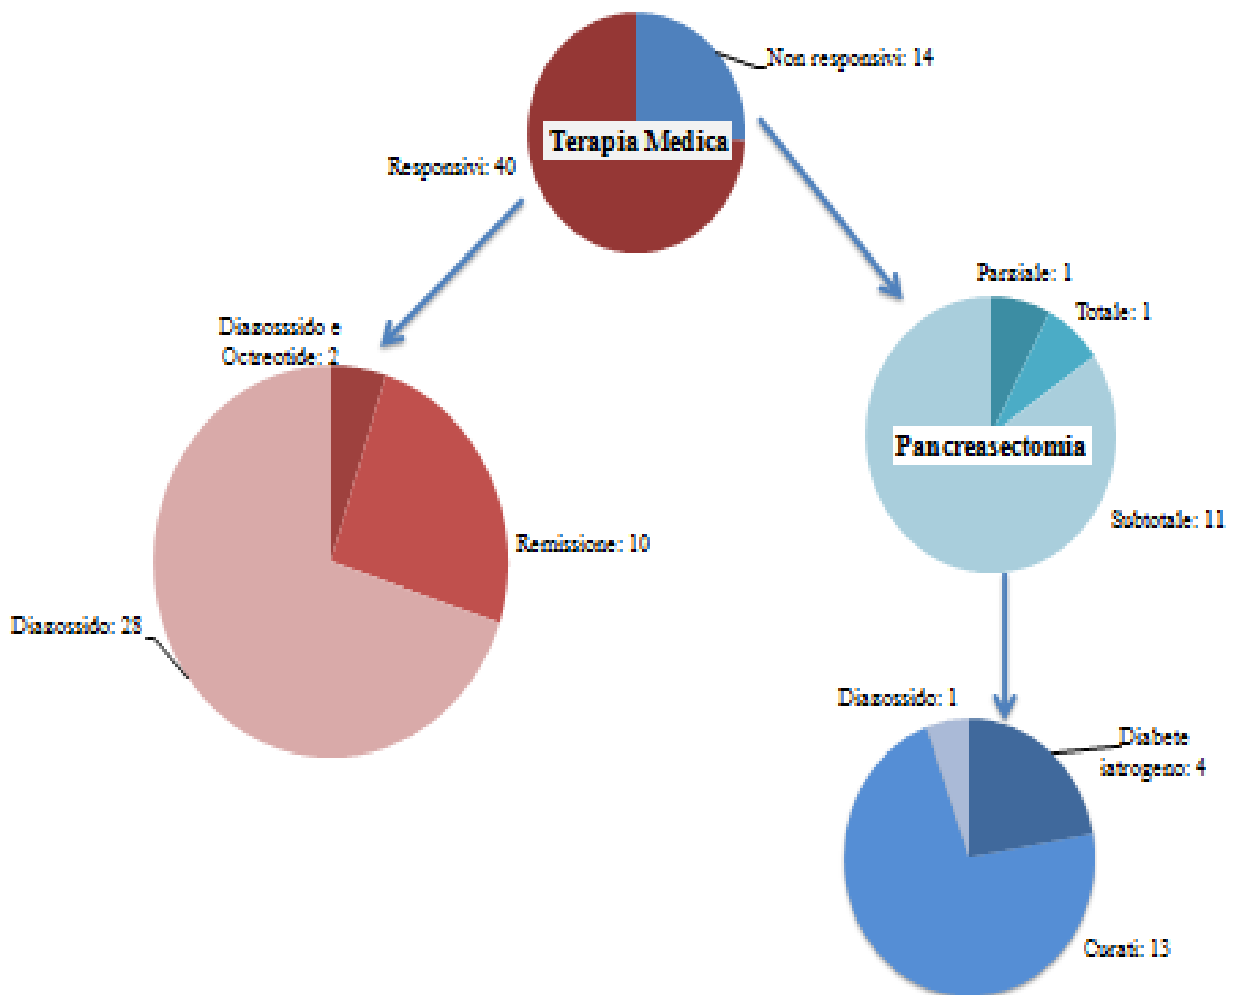 Non responsivi: 14
Terapia Medica
Responsivi: 40
Parziale: 1
Totale: 1
Diazosssido e
Octreotide: 2
Pancreasectomia
Subtotale: 11
Remissione: 10
Diazossido: 28
Diazossido: 1
Diabete
iatrogeno: 4
Curati: 13